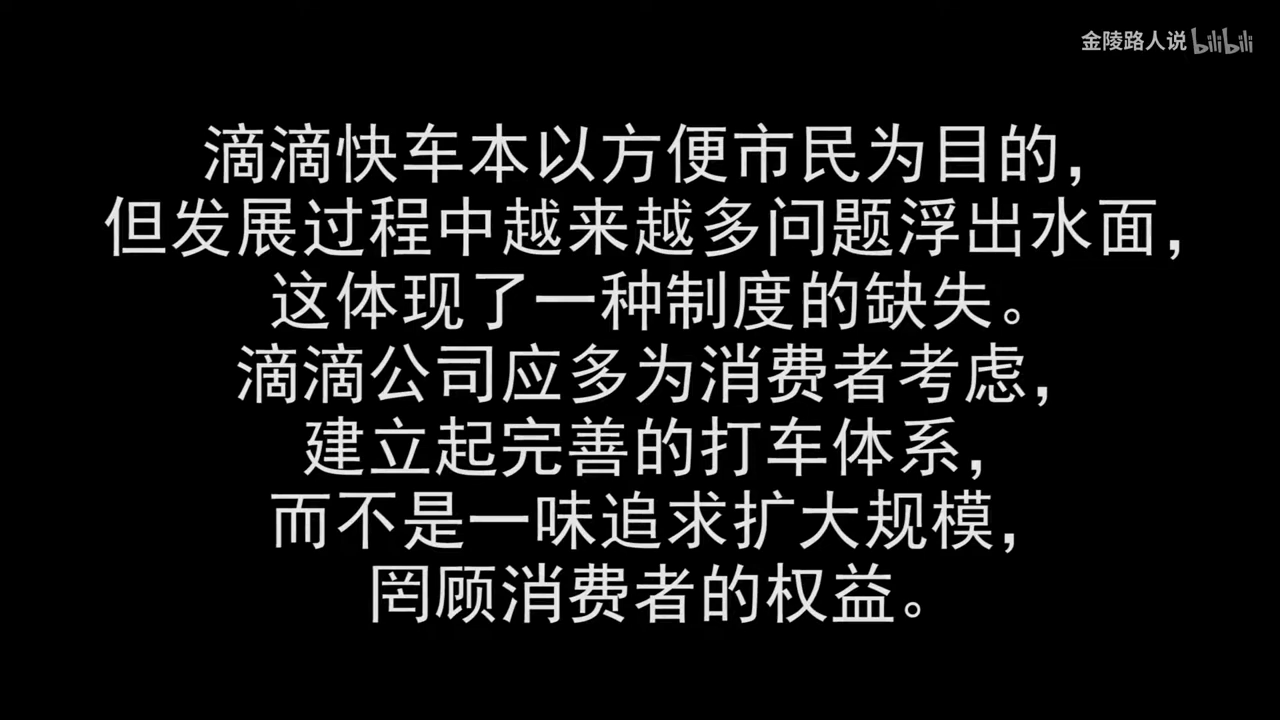 金陵路人说 bilibili
滴滴快车本以方便市民为目的，
但发展过程中越来越多问题浮出水面，
这体现了一种制度的缺失。
滴滴公司应多为消费者考虑，
建立起完善的打车体系，
而不是一味追求扩大规模，
罔顾消费者的权益。